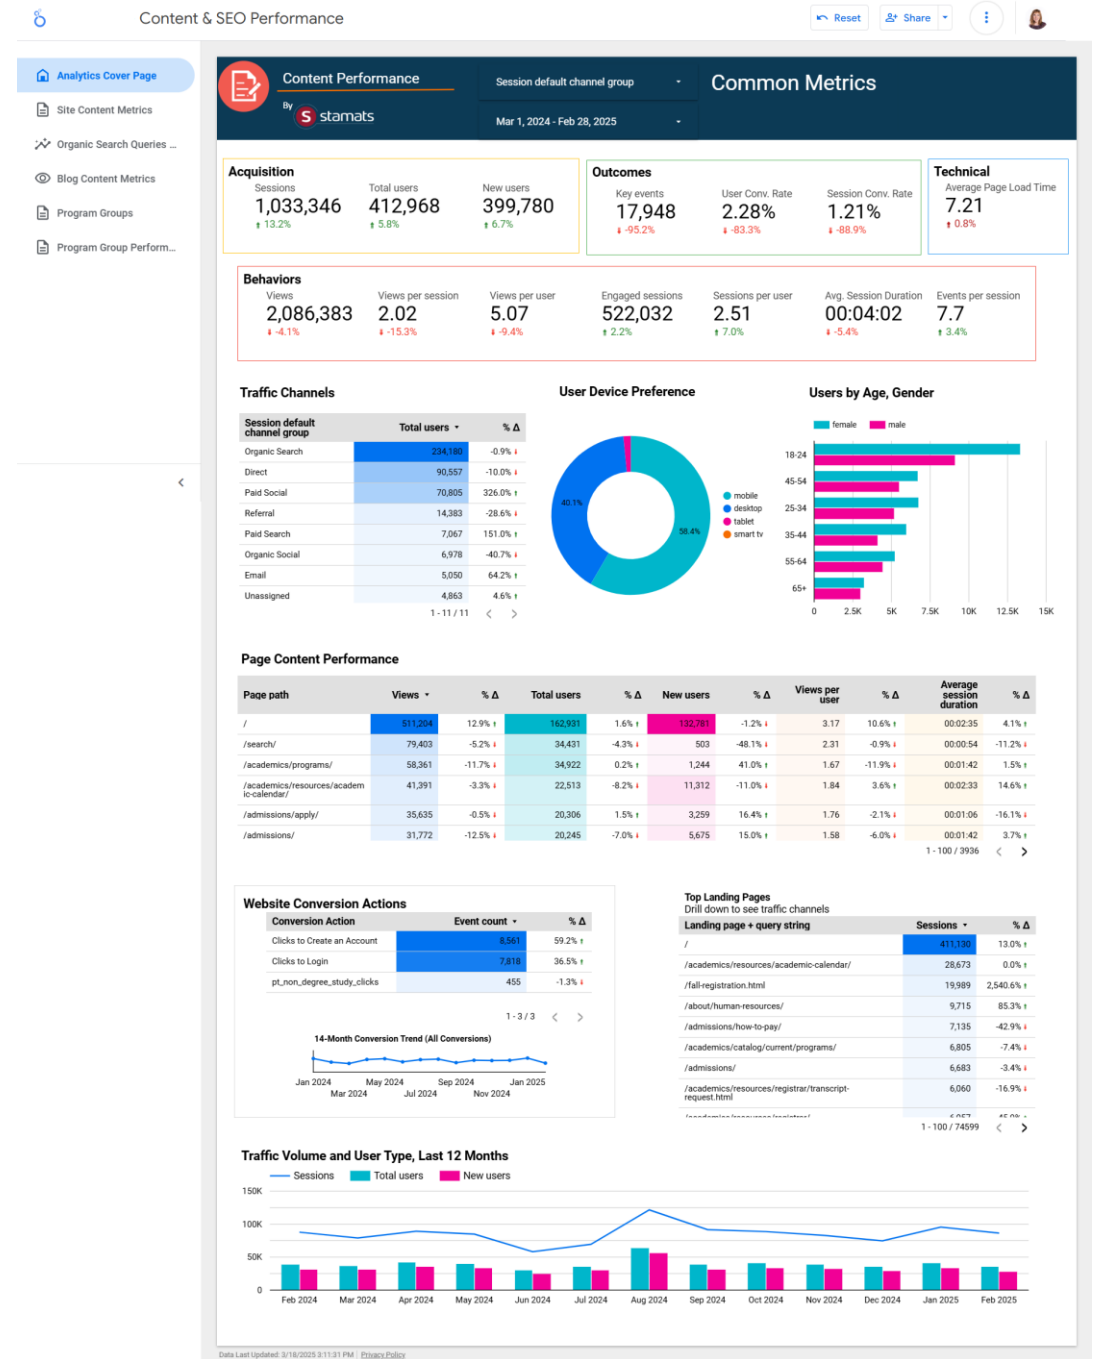 Content & SEO Performance
Reset
Share
Analytics Cover Page
Site Content Metrics
Organic Search Queries ...
Blog Content Metrics
Program Groups
Program Group Perform...
Content Performance
By S stamats
Session default channel group
Mar 1, 2024 - Feb 28, 2025
Common Metrics
Acquisition
Sessions Total users New users
1,033,346 412,968 399,780
13.2% 5.8% 6.7%
Outcomes
Key events User Conv. Rate Session Conv. Rate
17,948 2.28% 1.21%
-95.2% -83.3% -88.9%
Technical
Average Page Load Time
7.21
0.8%
Behaviors
Views Views per session Views per user Engaged sessions Sessions per user Avg. Session Duration Events per session
2,086,383 2.02 5.07 522,032 2.51 00:04:02 7.7
-4.1% -15.3% -9.4% 2.2% 7.0% -5.4% 3.4%
Traffic Channels
Session default channel group Total users % Δ
Organic Search 234,180 -0.9%
Direct 90,557 -10.0%
Paid Social 70,805 326.0%
Referral 14,383 -28.6%
Paid Search 7,067 151.0%
Organic Social 6,978 -40.7%
Email 5,050 64.2%
Unassigned 4,863 4.6%
1 - 11 / 11
User Device Preference
40.1%
58.4%
mobile
desktop
tablet
smart tv
Users by Age, Gender
female male
18-24
45-54
25-34
35-44
55-64
65+
0 2.5K 5K 7.5K 10K 12.5K 15K
Page Content Performance
Page path Views % Δ Total users % Δ New users % Δ Views per user % Δ Average session duration % Δ
/ 511,204 12.9% 162,931 1.6% 132,781 -1.2% 3.17 10.6% 00:02:35 4.1%
/search/ 79,403 -5.2% 34,431 -4.3% 503 -48.1% 2.31 -0.9% 00:00:54 -11.2%
/academics/programs/ 58,361 -11.7% 34,922 0.2% 1,244 41.0% 1.67 -11.9% 00:01:42 1.5%
/academics/resources/academ
ic-calendar/ 41,391 -3.3% 22,513 -8.2% 11,312 -11.0% 1.84 3.6% 00:02:33 14.6%
/admissions/apply/ 35,635 -0.5% 20,306 1.5% 3,259 16.4% 1.76 -2.1% 00:01:06 -16.1%
/admissions/ 31,772 -12.5% 20,245 -7.0% 5,675 15.0% 1.58 -6.0% 00:01:42 3.7%
1 - 100 / 3936
Website Conversion Actions
Conversion Action Event count % Δ
Clicks to Create an Account 8,561 59.2%
Clicks to Login 7,818 36.5%
pt_non_degree_study_clicks 455 -1.3%
1 - 3 / 3
14-Month Conversion Trend (All Conversions)
Jan 2024 May 2024 Sep 2024 Jan 2025
Mar 2024 Jul 2024 Nov 2024
Top Landing Pages
Drill down to see traffic channels
Landing page + query string Sessions % Δ
/ 411,130 13.0%
/academics/resources/academic-calendar/ 28,673 0.0%
/fall-registration.html 19,989 2,540.6%
/about/human-resources/ 9,715 85.3%
/admissions/how-to-pay/ 7,135 -42.9%
/academics/catalog/current/programs/ 6,805 -7.4%
/admissions/ 6,683 -3.4%
/academics/resources/registrar/transcript-
request.html 6,060 -16.9%
1 - 100 / 74599
Traffic Volume and User Type, Last 12 Months
Sessions Total users New users
150K
100K
50K
0
Feb 2024 Mar 2024 Apr 2024 May 2024 Jun 2024 Jul 2024 Aug 2024 Sep 2024 Oct 2024 Nov 2024 Dec 2024 Jan 2025 Feb 2025
Data Last Updated: 3/18/2025 3:11:31 PM | Privacy Policy